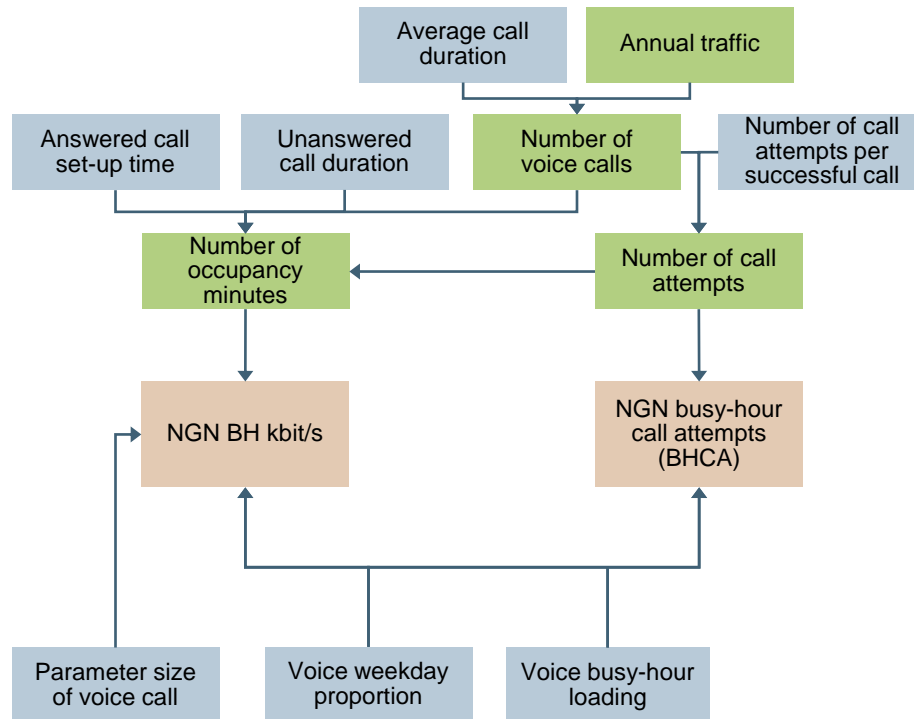 Average call
duration
Annual traffic
Answered call
set-up time
Unanswered
call duration
Number of
voice calls
Number of call
attempts per
successful call
Number of
occupancy
minutes
Number of call
attempts
NGN BH kbit/s
NGN busy-hour
call attempts
(BHCA)
Parameter size
of voice call
Voice weekday
proportion
Voice busy-hour
loading